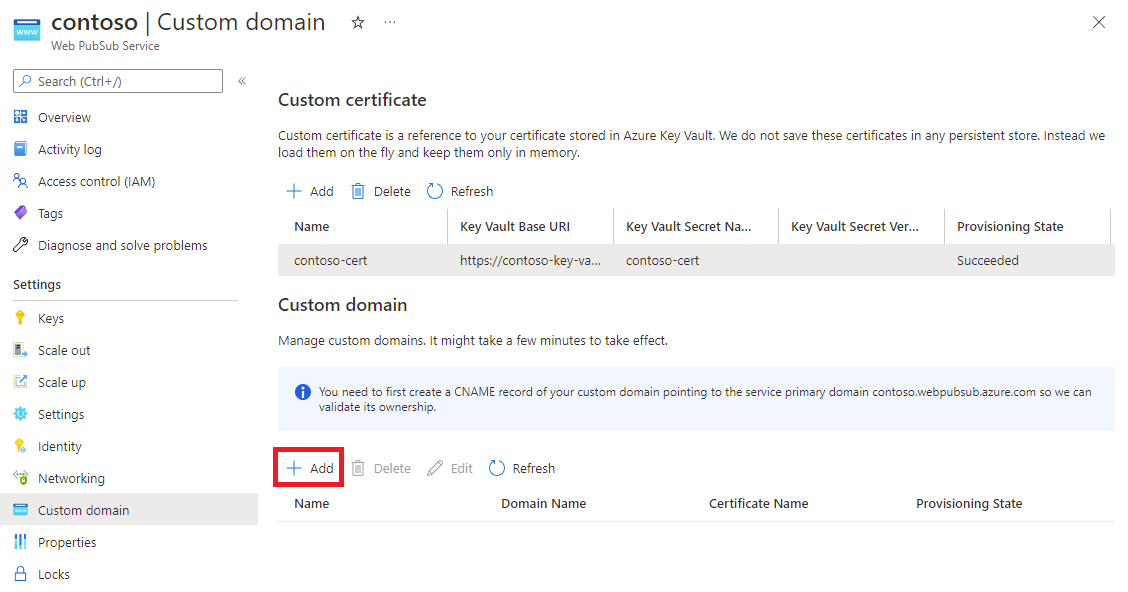 contoso | Custom domain
Web PubSub Service
Search (Ctrl+/)
Overview
Activity log
Access control (IAM)
Tags
Diagnose and solve problems
Settings
Keys
Scale out
Scale up
Settings
Identity
Networking
Custom domain
Properties
Locks
Custom certificate
Custom certificate is a reference to your certificate stored in Azure Key Vault. We do not save these certificates in any persistent store. Instead we
load them on the fly and keep them only in memory.
Add Delete Refresh
Name Key Vault Base URI Key Vault Secret Na... Key Vault Secret Ver... Provisioning State
contoso-cert https://contoso-key-va... contoso-cert Succeeded
Custom domain
Manage custom domains. It might take a few minutes to take effect.
You need to first create a CNAME record of your custom domain pointing to the service primary domain contoso.webpubsub.azure.com so we can
validate its ownership.
Add Delete Edit Refresh
Name Domain Name Certificate Name Provisioning State